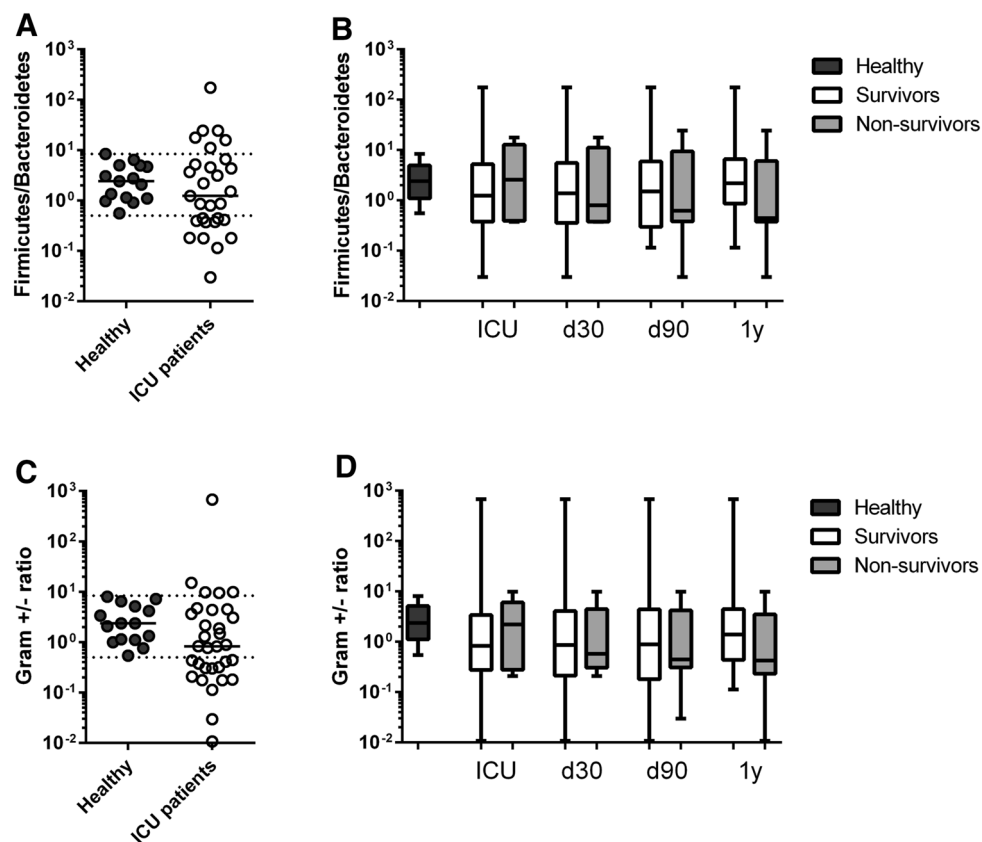 A
Firmicutes/Bacteroidetes
10³
10²
10¹
10⁰
10⁻¹
10⁻²
Healthy
ICU patients
B
Firmicutes/Bacteroidetes
10³
10²
10¹
10⁰
10⁻¹
10⁻²
ICU
d30
d90
1y
Healthy
Survivors
Non-survivors
C
Gram +/- ratio
10³
10²
10¹
10⁰
10⁻¹
10⁻²
Healthy
ICU patients
D
Gram +/- ratio
10³
10²
10¹
10⁰
10⁻¹
10⁻²
ICU
d30
d90
1y
Healthy
Survivors
Non-survivors